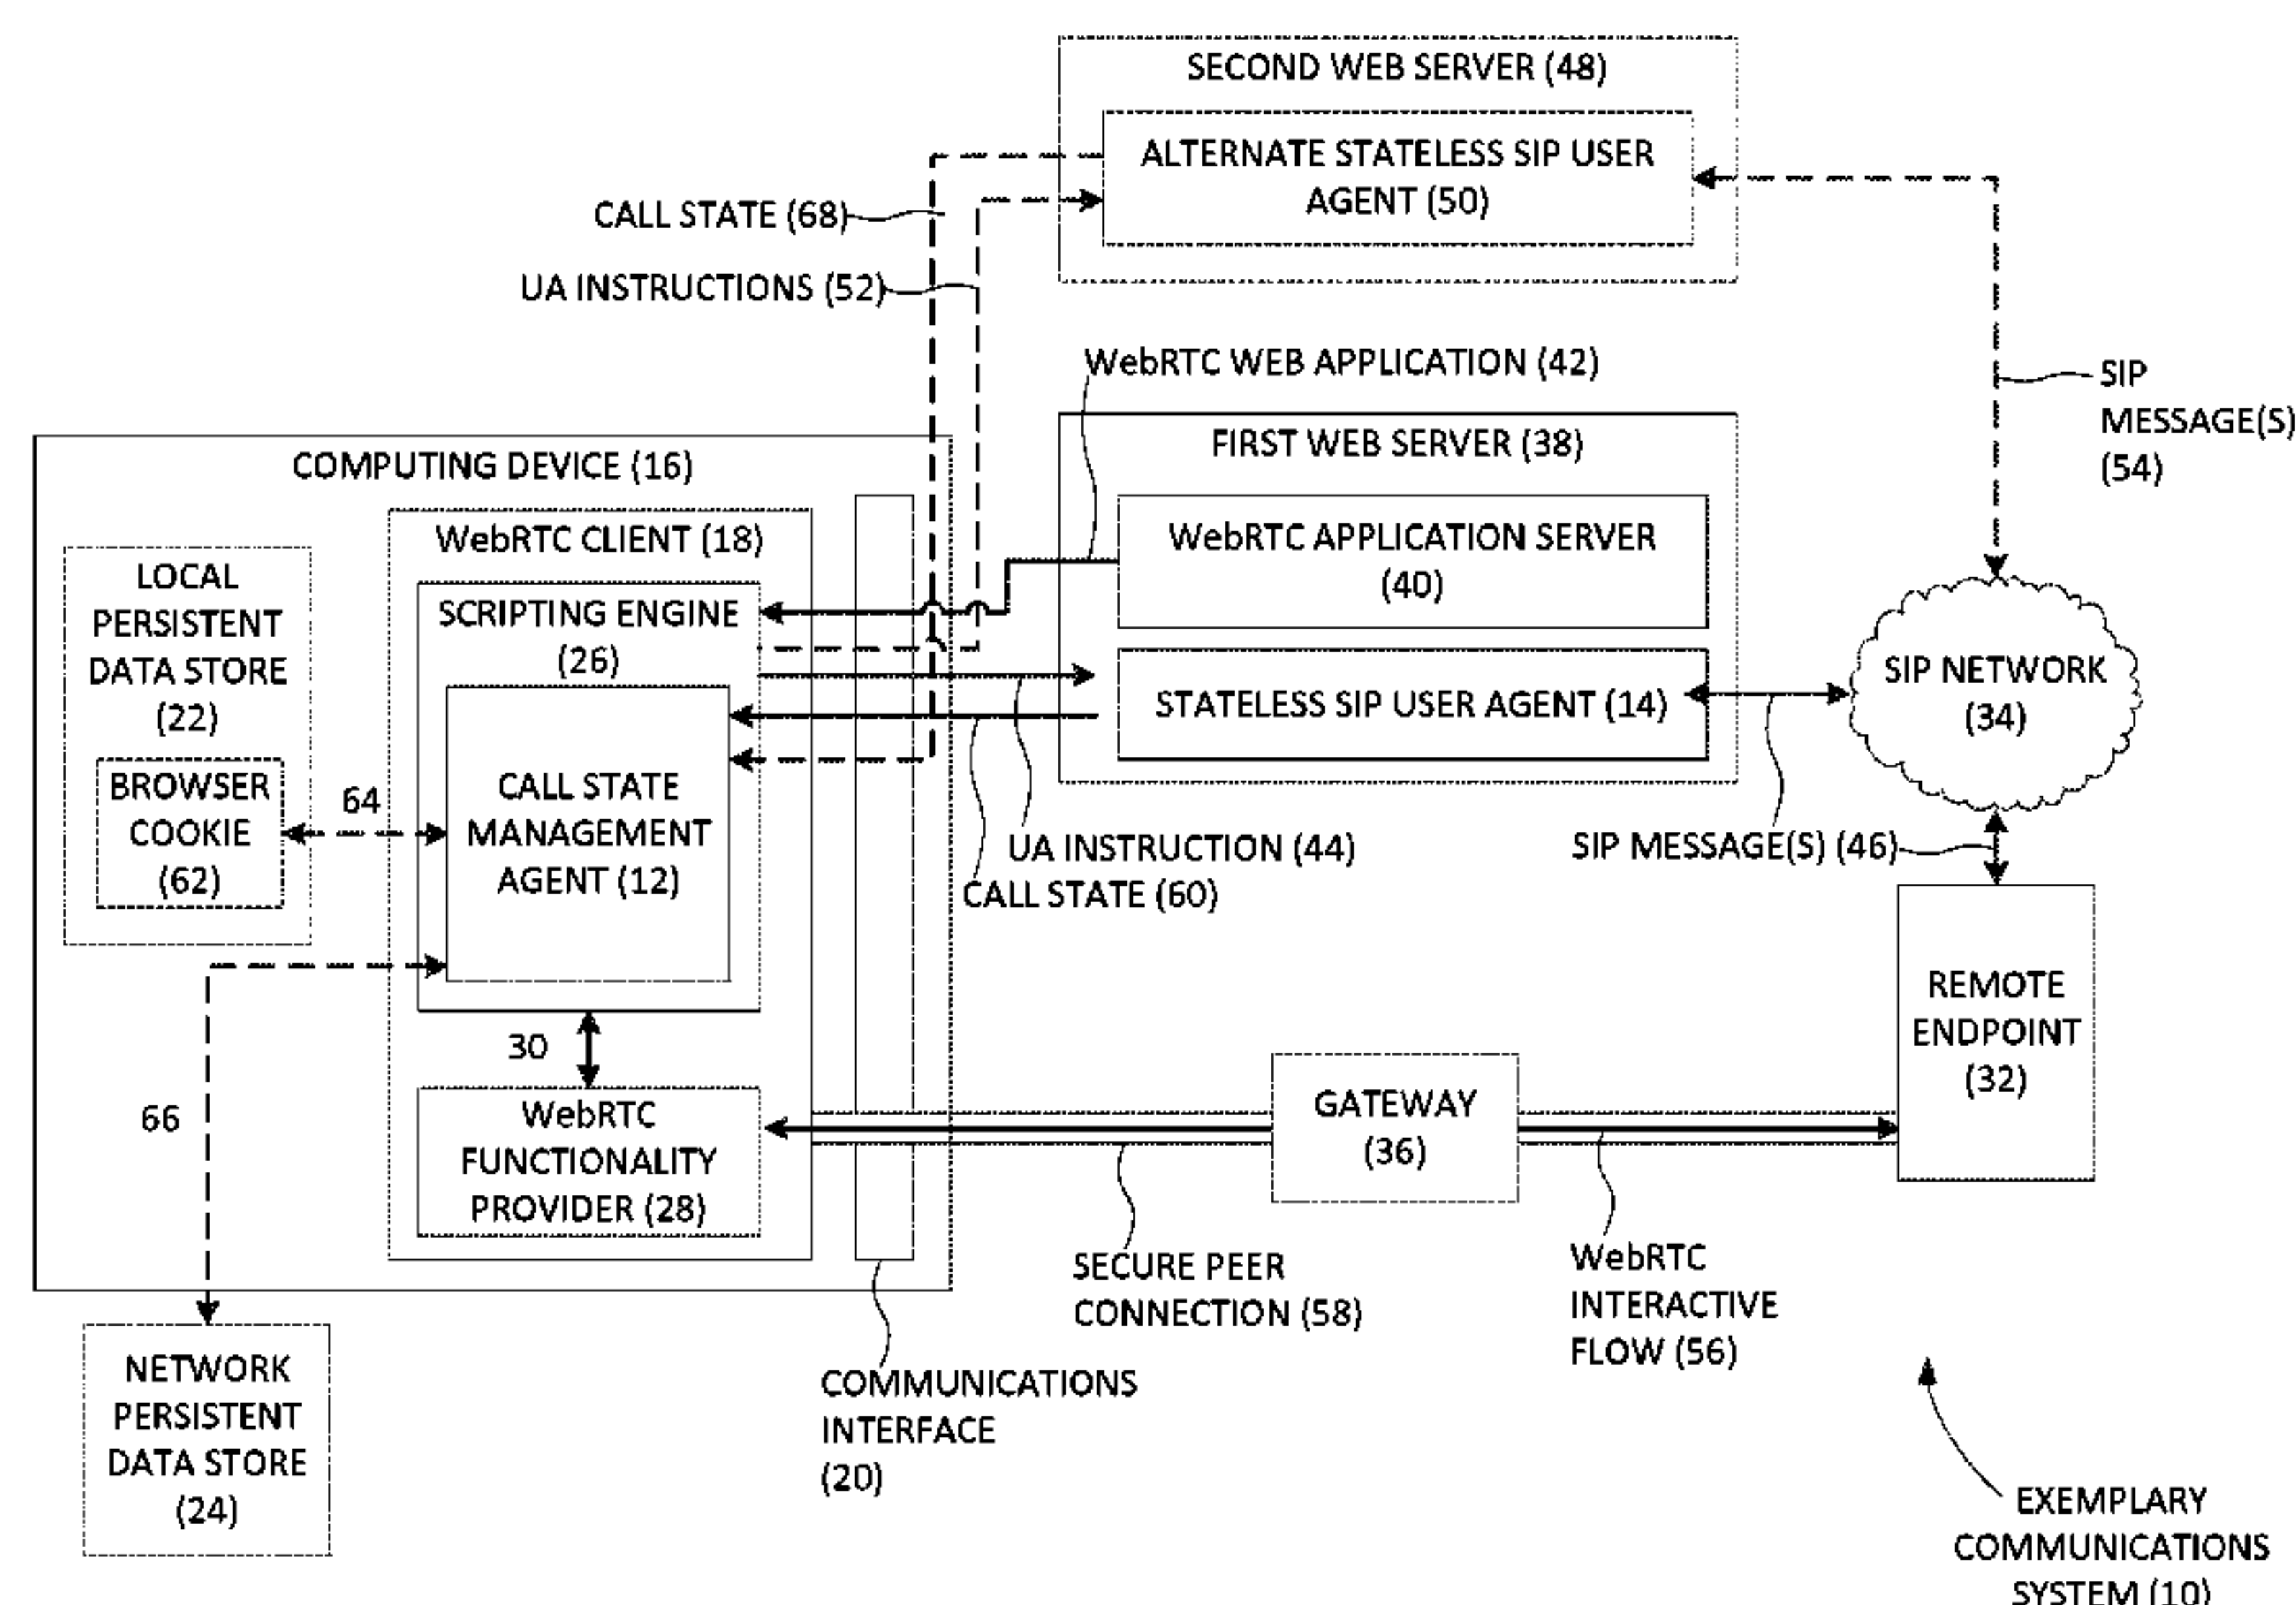 SECOND WEB SERVER (48)
ALTERNATE STATELESS SIP USER
AGENT (50)
CALL STATE (68)
UA INSTRUCTIONS (52)
WebRTC WEB APPLICATION (42)
SIP
MESSAGE(S)
(54)
FIRST WEB SERVER (38)
COMPUTING DEVICE (16)
WebRTC APPLICATION SERVER
(40)
WebRTC CLIENT (18)
LOCAL
PERSISTENT
DATA STORE
(22)
SCRIPTING ENGINE
(26)
STATELESS SIP USER AGENT (14)
SIP NETWORK
(34)
BROWSER
COOKIE
(62)
64
CALL STATE
MANAGEMENT
AGENT (12)
UA INSTRUCTION (44)
CALL STATE (60)
SIP MESSAGE(S) (46)
REMOTE
ENDPOINT
(32)
30
66
WebRTC
FUNCTIONALITY
PROVIDER (28)
GATEWAY
(36)
SECURE PEER
CONNECTION (58)
WebRTC
INTERACTIVE
FLOW (56)
NETWORK
PERSISTENT
DATA STORE
(24)
COMMUNICATIONS
INTERFACE
(20)
EXEMPLARY
COMMUNICATIONS
SYSTEM (10)